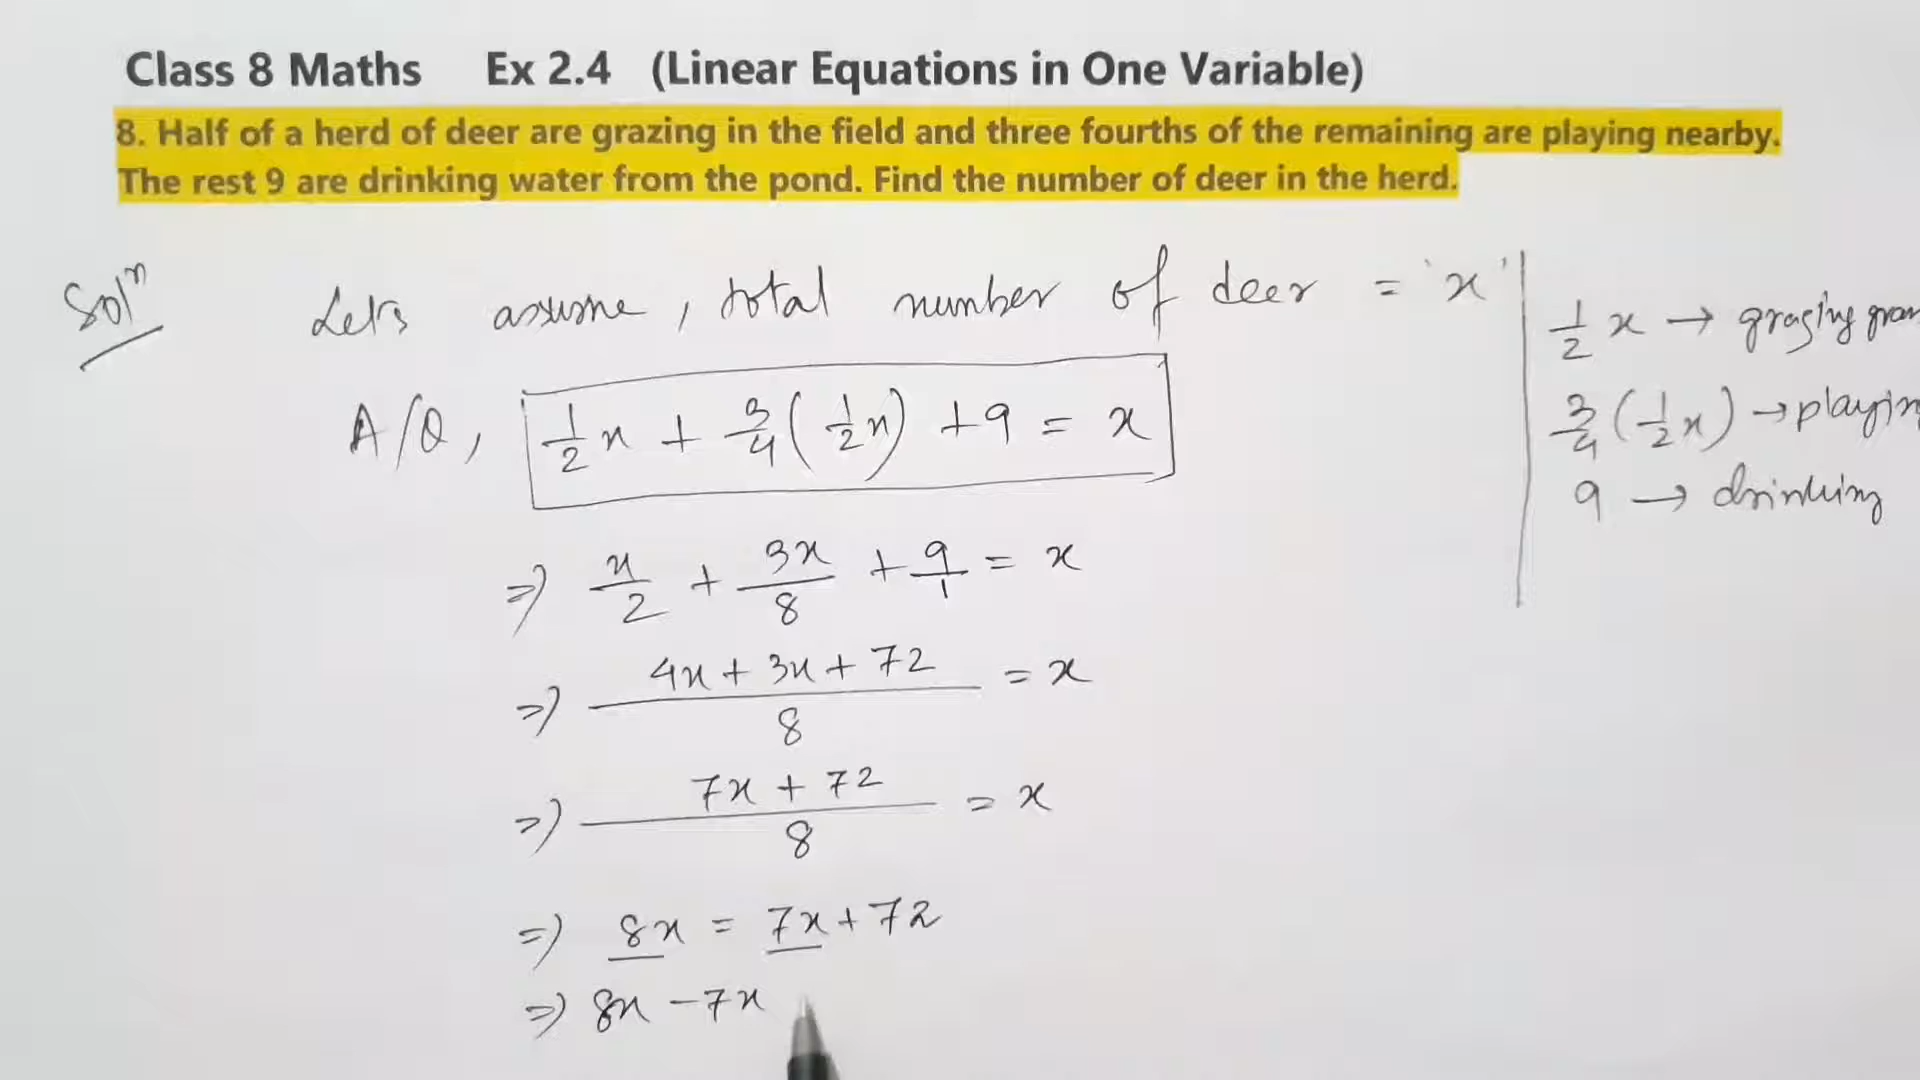 Class 8 Maths Ex 2.4 (Linear Equations in One Variable)
8. Half of a herd of deer are grazing in the field and three fourths of the remaining are playing nearby.
The rest 9 are drinking water from the pond. Find the number of deer in the herd.
Solⁿ Lets assume, total number of deer = 'x'
A/Q, 1/2 x + 3/4 (1/2 x) + 9 = x
⇒ x/2 + 3x/8 + 9/1 = x
⇒ (4x + 3x + 72)/8 = x
⇒ (7x + 72)/8 = x
⇒ 8x = 7x + 72
⇒ 8x - 7x
1/2 x → grazing
3/4 (1/2 x) → playin
9 → drinking